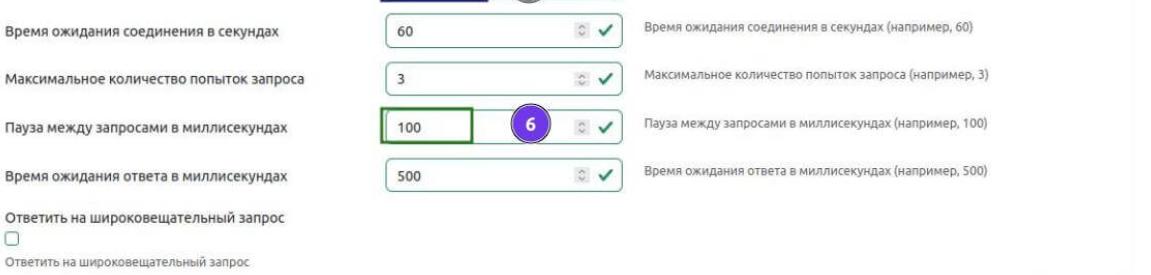 Время ожидания соединения в секундах 60 Время ожидания соединения в секундах (например, 60)
Максимальное количество попыток запроса 3 Максимальное количество попыток запроса (например, 3)
Пауза между запросами в миллисекундах 100 6 Пауза между запросами в миллисекундах (например, 100)
Время ожидания ответа в миллисекундах 500 Время ожидания ответа в миллисекундах (например, 500)
Ответить на широковещательный запрос
Ответить на широковещательный запрос